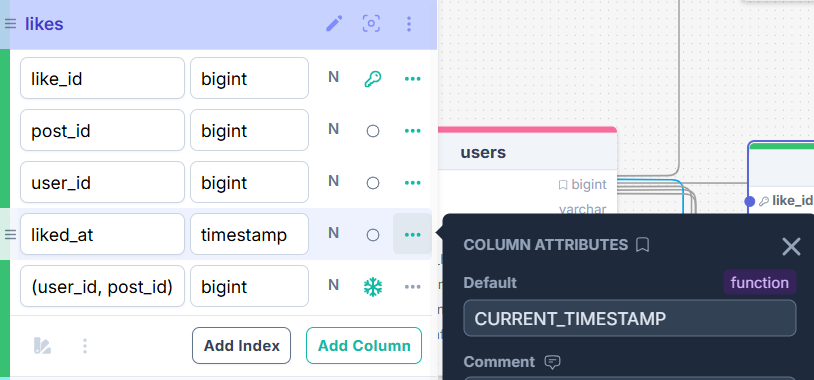 likes
like_id bigint N
post_id bigint N
user_id bigint N
liked_at timestamp N
(user_id, post_id) bigint N
Add Index Add Column
users
bigint
varchar
like_id
COLUMN ATTRIBUTES
Default function
CURRENT_TIMESTAMP
Comment